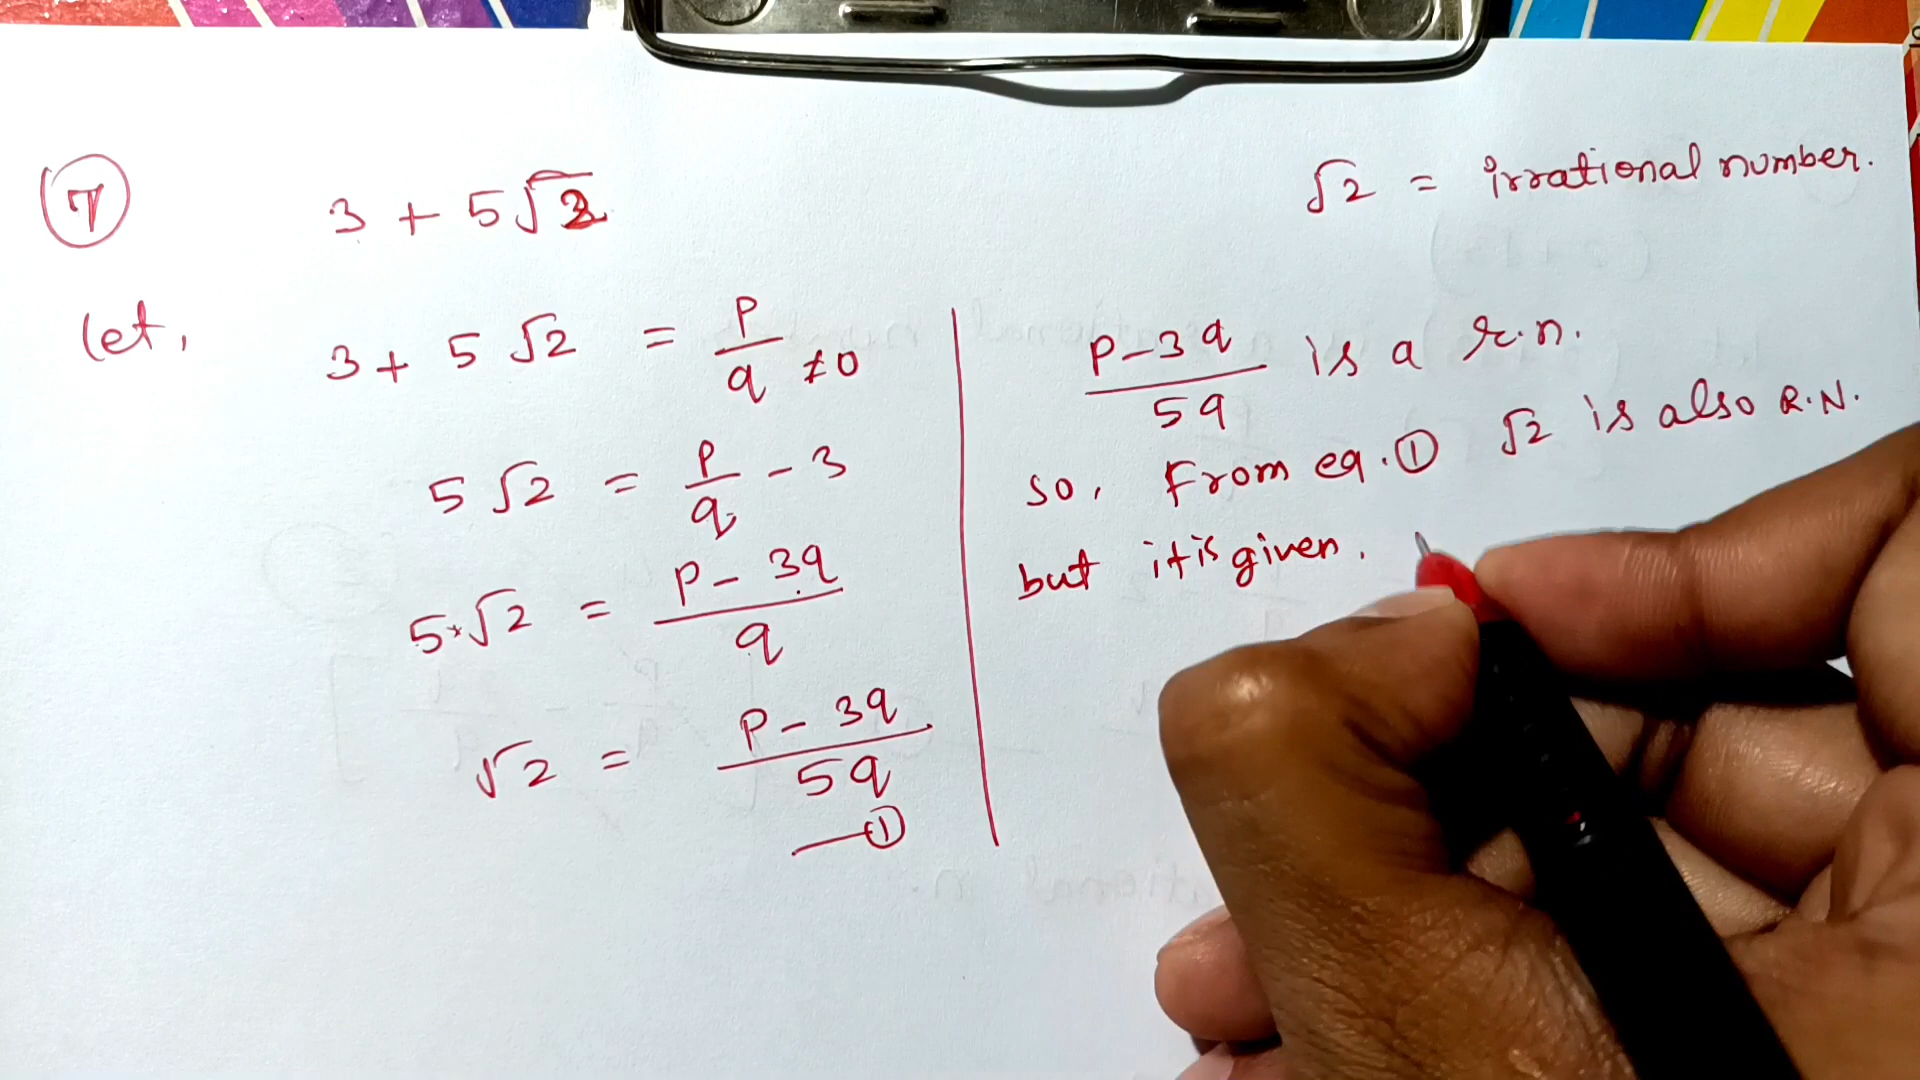 7
3 + 5√2
√2 = irrational number.
let,
3 + 5 √2 = p/q ≠0
5 √2 = p/q - 3
5×√2 = p - 3q / q
√2 = p - 3q / 5q
— 1
p - 3q / 5q is a r.n.
so, From eq. 1 √2 is also R.N.
but it is given.